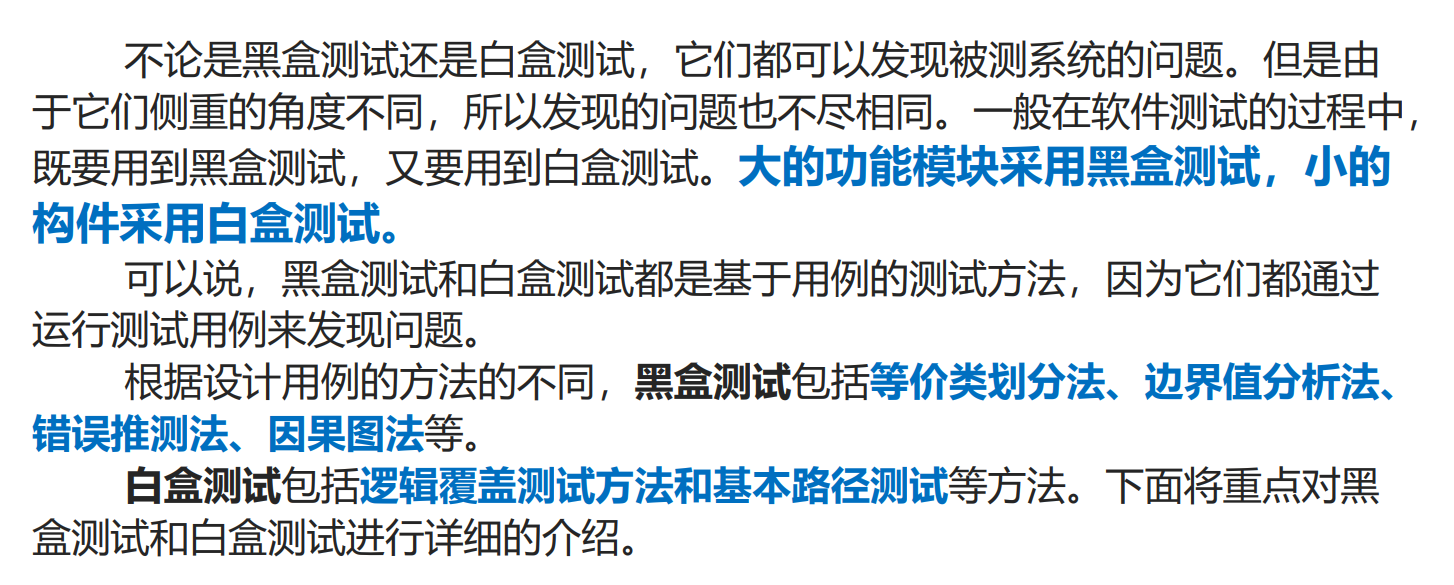 不论是黑盒测试还是白盒测试，它们都可以发现被测系统的问题。但是由
于它们侧重的角度不同，所以发现的问题也不尽相同。一般在软件测试的过程中，
既要用到黑盒测试，又要用到白盒测试。大的功能模块采用黑盒测试，小的
构件采用白盒测试。
可以说，黑盒测试和白盒测试都是基于用例的测试方法，因为它们都通过
运行测试用例来发现问题。
根据设计用例的方法的不同，黑盒测试包括等价类划分法、边界值分析法、
错误推测法、因果图法等。
白盒测试包括逻辑覆盖测试方法和基本路径测试等方法。下面将重点对黑
盒测试和白盒测试进行详细的介绍。